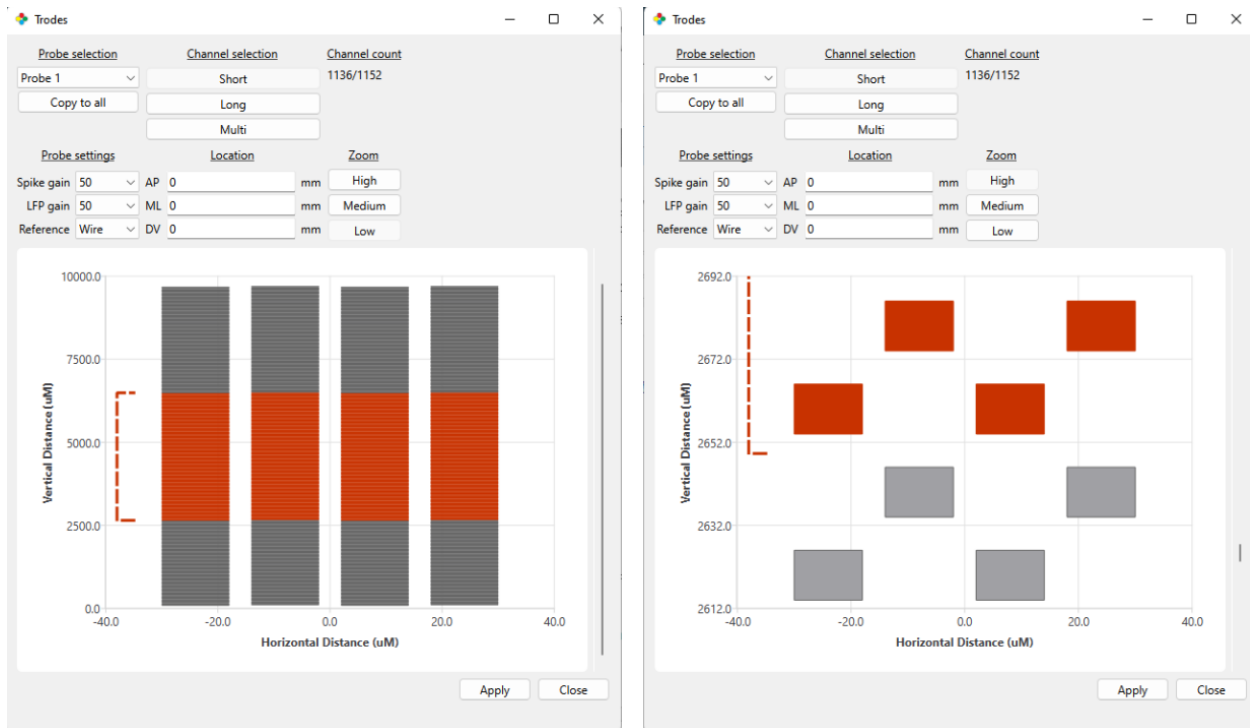 Trodes
Probe selection Channel selection Channel count
Probe 1 Short 1136/1152
Copy to all Long
Multi
Probe settings Location Zoom
Spike gain 50 AP 0 mm High
LFP gain 50 ML 0 mm Medium
Reference Wire DV 0 mm Low
10000.0
7500.0
5000.0
2500.0
0.0
Vertical Distance (uM)
-40.0 -20.0 0.0 20.0 40.0
Horizontal Distance (uM)
Apply Close
Trodes
Probe selection Channel selection Channel count
Probe 1 Short 1136/1152
Copy to all Long
Multi
Probe settings Location Zoom
Spike gain 50 AP 0 mm High
LFP gain 50 ML 0 mm Medium
Reference Wire DV 0 mm Low
2692.0
2672.0
2652.0
2632.0
2612.0
Vertical Distance (uM)
-40.0 -20.0 0.0 20.0 40.0
Horizontal Distance (uM)
Apply Close